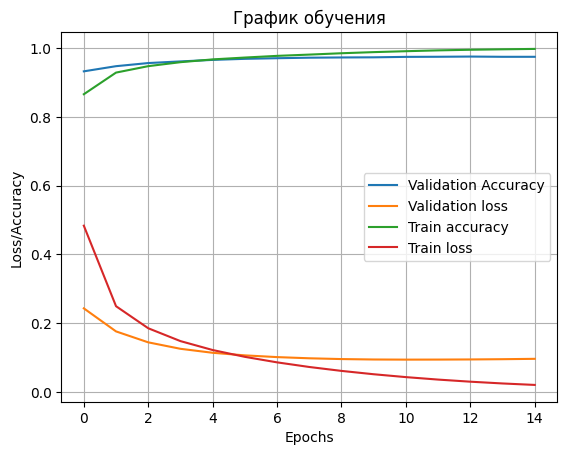 График обучения
Loss/Accuracy
1.0
0.8
0.6
0.4
0.2
0.0
Validation Accuracy
Validation loss
Train accuracy
Train loss
0 2 4 6 8 10 12 14
Epochs